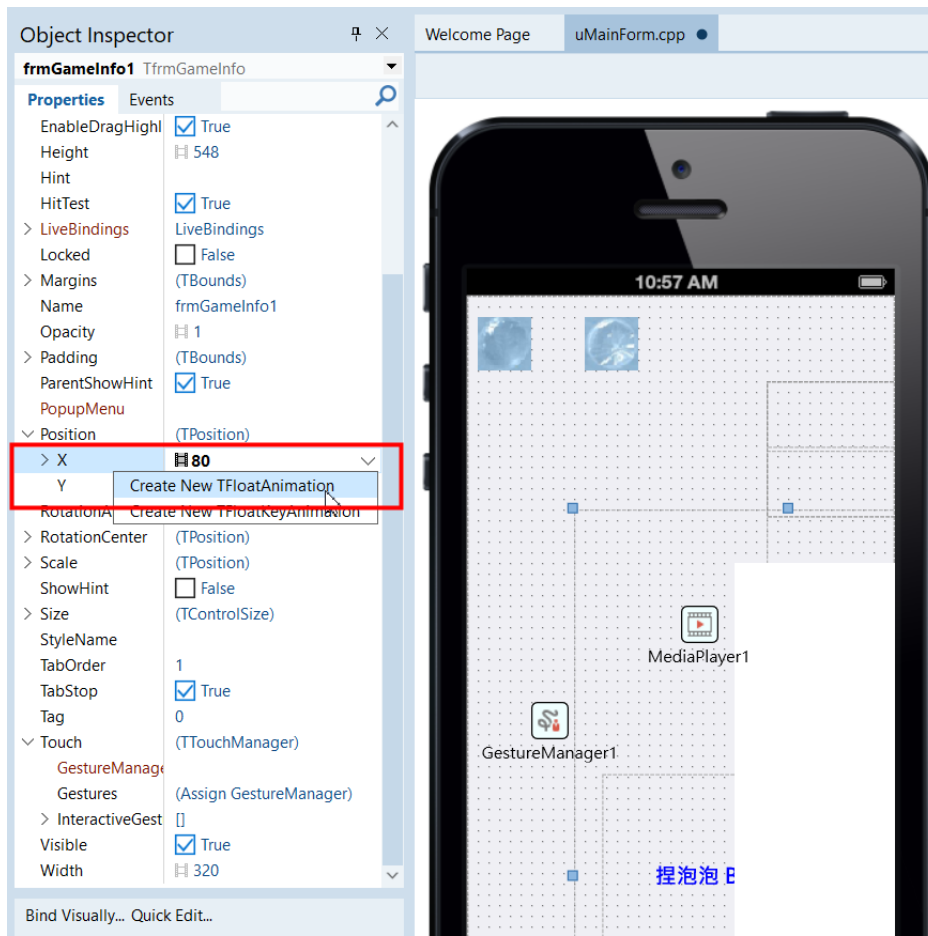 Object Inspector
frmGameInfo1 TfrmGameInfo
Properties Events
EnableDragHighl True
Height 548
Hint
HitTest True
LiveBindings LiveBindings
Locked False
Margins (TBounds)
Name frmGameInfo1
Opacity 1
Padding (TBounds)
ParentShowHint True
PopupMenu
Position (TPosition)
X 80
Y Create New TFloatAnimation
RotationA Create New TFloatKeyAnimation
RotationCenter (TPosition)
Scale (TPosition)
ShowHint False
Size (TControlSize)
StyleName
TabOrder 1
TabStop True
Tag 0
Touch (TTouchManager)
GestureManage
Gestures (Assign GestureManager)
InteractiveGest []
Visible True
Width 320
Bind Visually... Quick Edit...
Welcome Page uMainForm.cpp
10:57 AM
MediaPlayer1
GestureManager1
捏泡泡 B